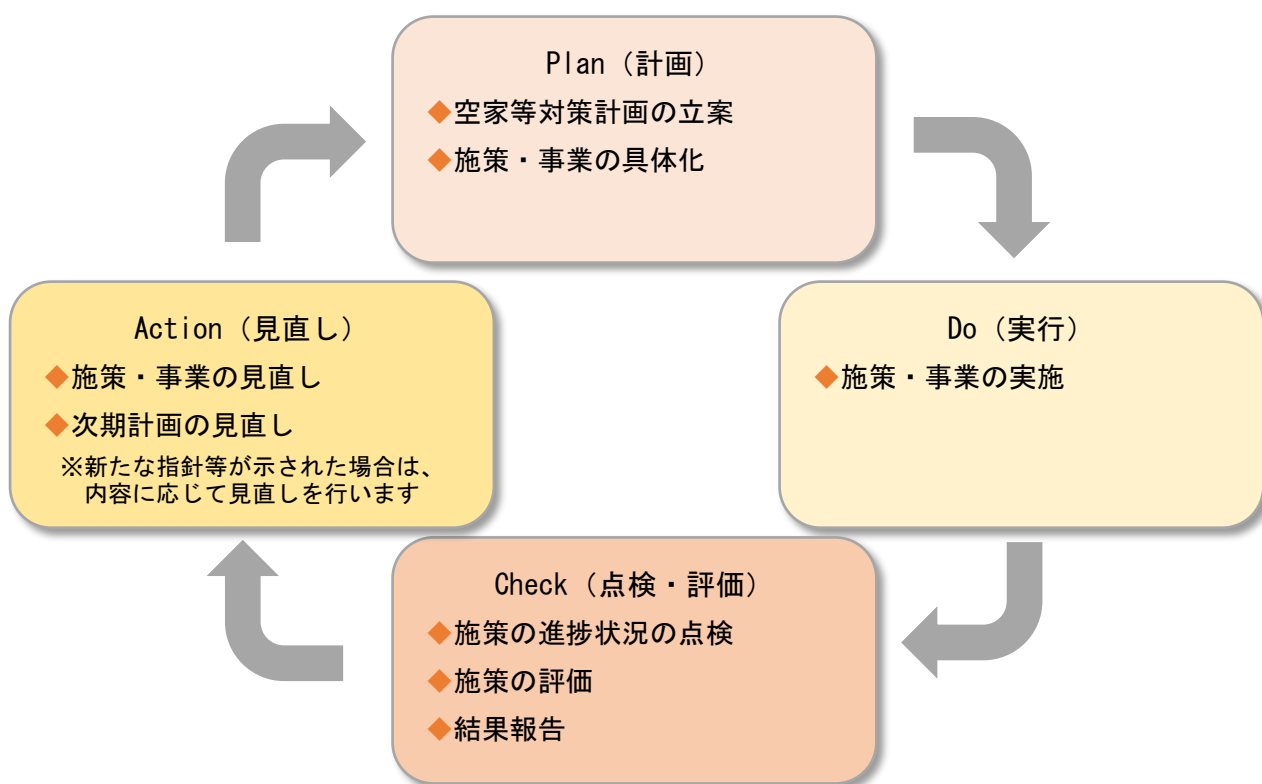 Plan（計画）
◆空家等対策計画の立案
◆施策・事業の具体化
Do（実行）
◆施策・事業の実施
Check（点検・評価）
◆施策の進捗状況の点検
◆施策の評価
◆結果報告
Action（見直し）
◆施策・事業の見直し
◆次期計画の見直し
※新たな指針等が示された場合は、
内容に応じて見直しを行います